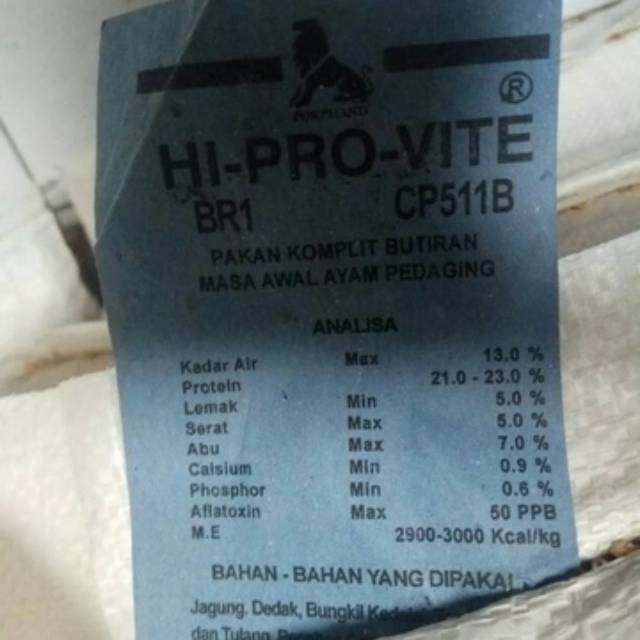 POKPHAND
®
HI-PRO-VITE
BR1 CP511B
PAKAN KOMPLIT BUTIRAN
MASA AWAL AYAM PEDAGING
ANALISA
Kadar Air Max 13.0 %
Protein 21.0 - 23.0 %
Lemak Min 5.0 %
Serat Max 5.0 %
Abu Max 7.0 %
Calsium Min 0.9 %
Phosphor Min 0.6 %
Aflatoxin Max 50 PPB
M.E 2900-3000 Kcal/kg
BAHAN - BAHAN YANG DIPAKAI
Jagung. Dedak, Bungkil
dan Tulang